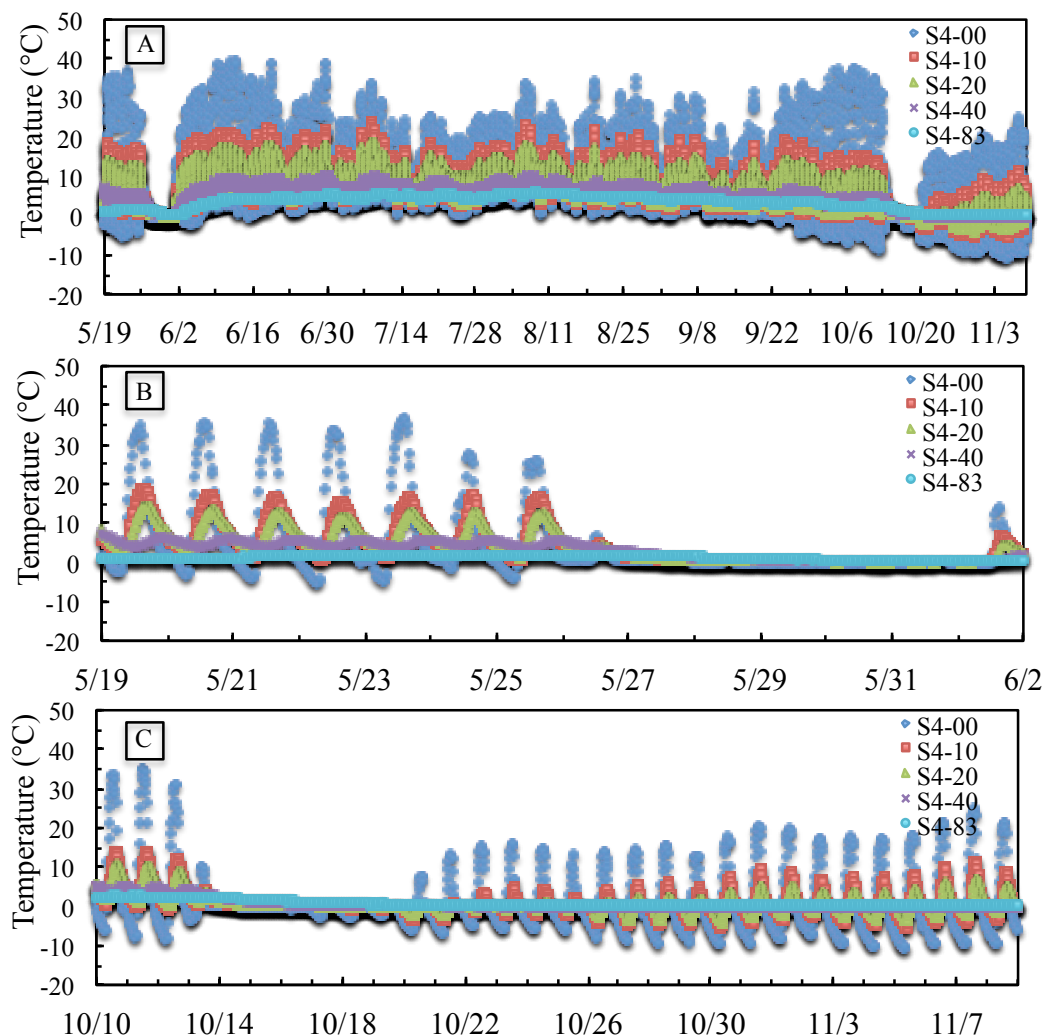 Temperature (°C)
50
40
30
20
10
0
-10
-20
A
S4-00
S4-10
S4-20
S4-40
S4-83
5/19 6/2 6/16 6/30 7/14 7/28 8/11 8/25 9/8 9/22 10/6 10/20 11/3
Temperature (°C)
50
40
30
20
10
0
-10
-20
B
S4-00
S4-10
S4-20
S4-40
S4-83
5/19 5/21 5/23 5/25 5/27 5/29 5/31 6/2
Temperature (°C)
50
40
30
20
10
0
-10
-20
C
S4-00
S4-10
S4-20
S4-40
S4-83
10/10 10/14 10/18 10/22 10/26 10/30 11/3 11/7